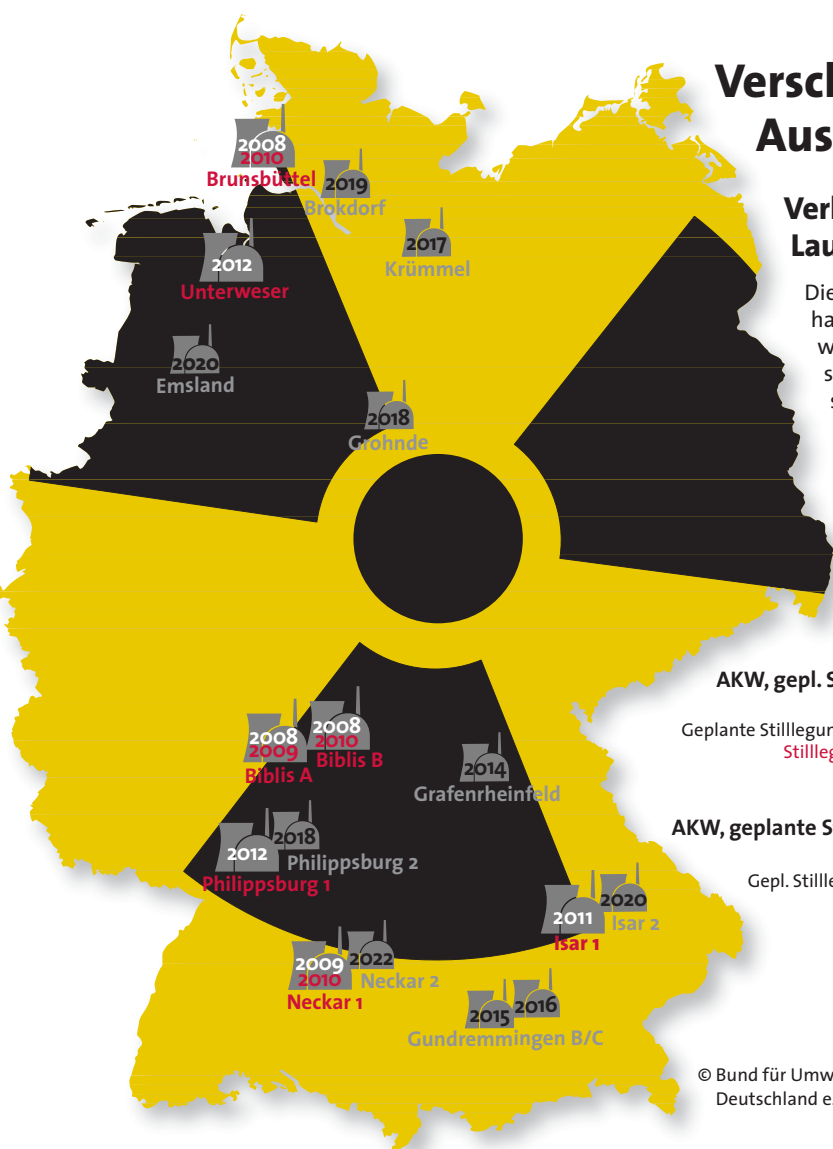 Versch
Aus
Verl
Lau
Die
ha
w
s
s
2008
2010
Brunsbüttel
2019
Brokdorf
2017
Krümmel
2012
Unterweser
2020
Emsland
2018
Grohnde
2008
2009
Biblis A
2008
2010
Biblis B
2014
Grafenrheinfeld
2018
Philippsburg 2
2012
Philippsburg 1
2020
Isar 2
2011
Isar 1
2009
2010
Neckar 1
2022
Neckar 2
2015 2016
Gundremmingen B/C
AKW, gepl. S
Geplante Stilllegun
Stillleg
AKW, geplante S
Gepl. Stillle
© Bund für Umw
Deutschland e.